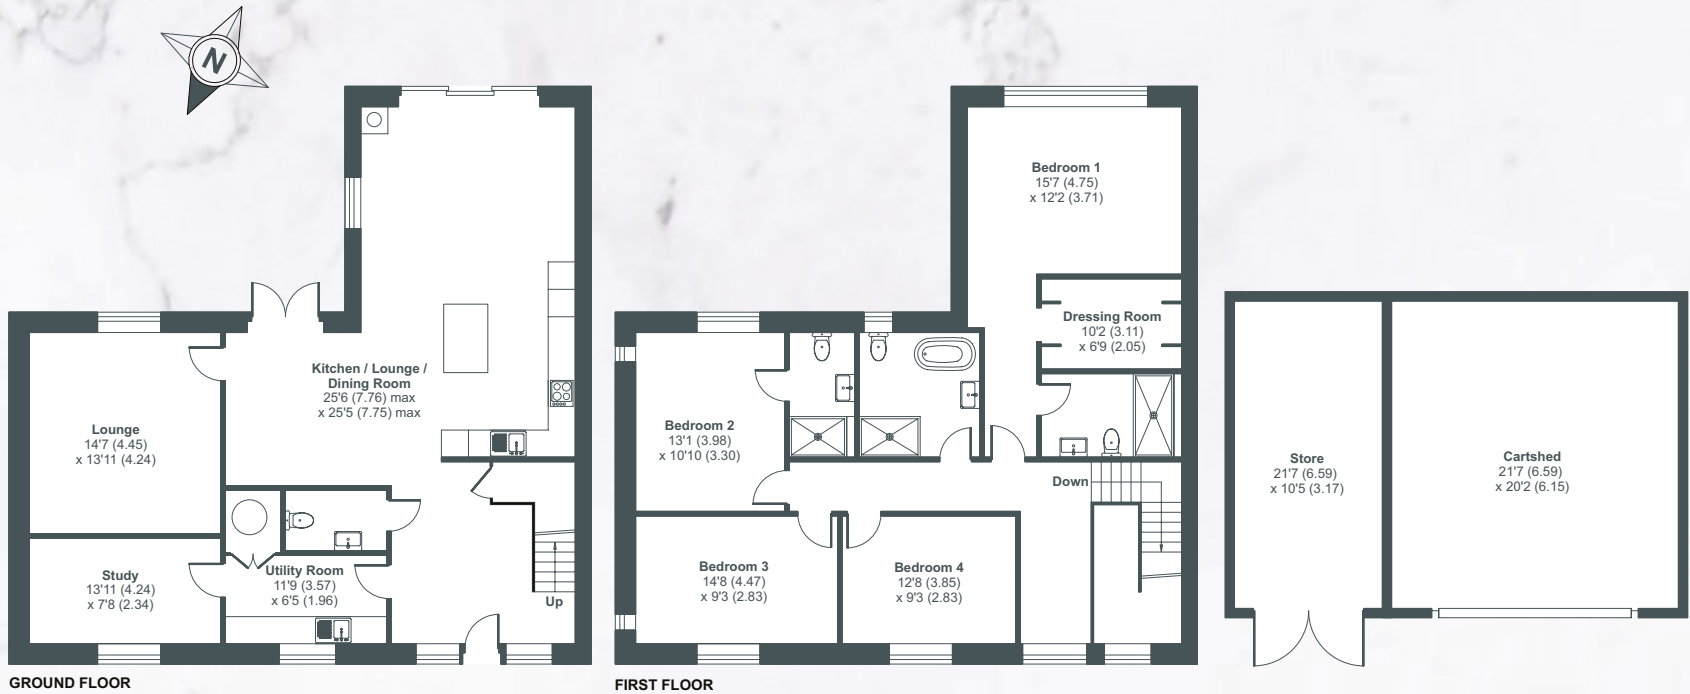 N
Kitchen / Lounge /
Dining Room
25'6 (7.76) max
x 25'5 (7.75) max
Lounge
14'7 (4.45)
x 13'11 (4.24)
Study
13'11 (4.24)
x 7'8 (2.34)
Utility Room
11'9 (3.57)
x 6'5 (1.96)
Up
GROUND FLOOR
Bedroom 1
15'7 (4.75)
x 12'2 (3.71)
Dressing Room
10'2 (3.11)
x 6'9 (2.05)
Bedroom 2
13'1 (3.98)
x 10'10 (3.30)
Down
Bedroom 3
14'8 (4.47)
x 9'3 (2.83)
Bedroom 4
12'8 (3.85)
x 9'3 (2.83)
FIRST FLOOR
Store
21'7 (6.59)
x 10'5 (3.17)
Cartshed
21'7 (6.59)
x 20'2 (6.15)